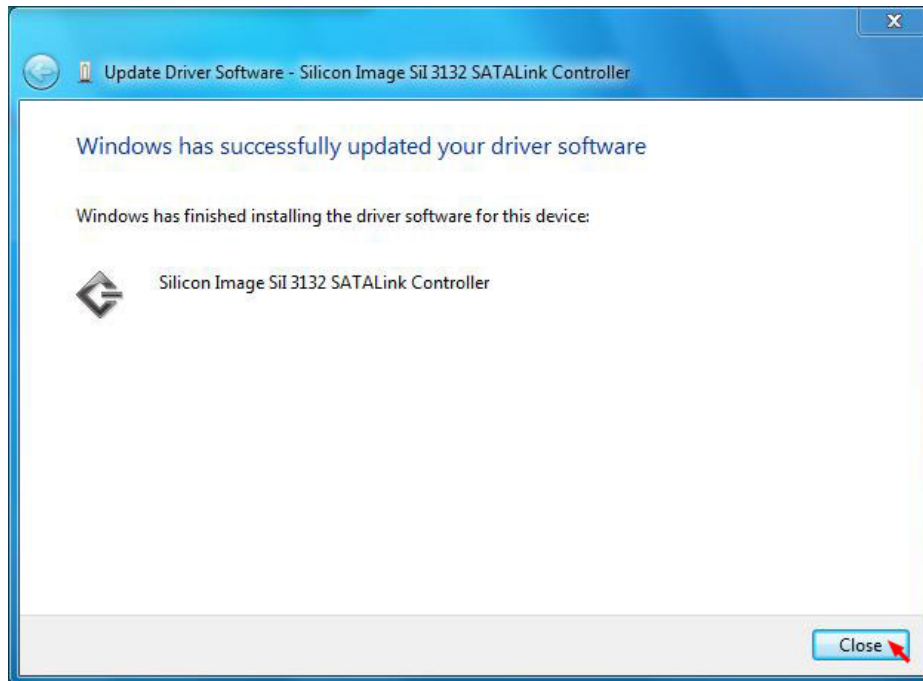 Update Driver Software - Silicon Image SiI 3132 SATALink Controller
Windows has successfully updated your driver software
Windows has finished installing the driver software for this device:
Silicon Image SiI 3132 SATALink Controller
Close